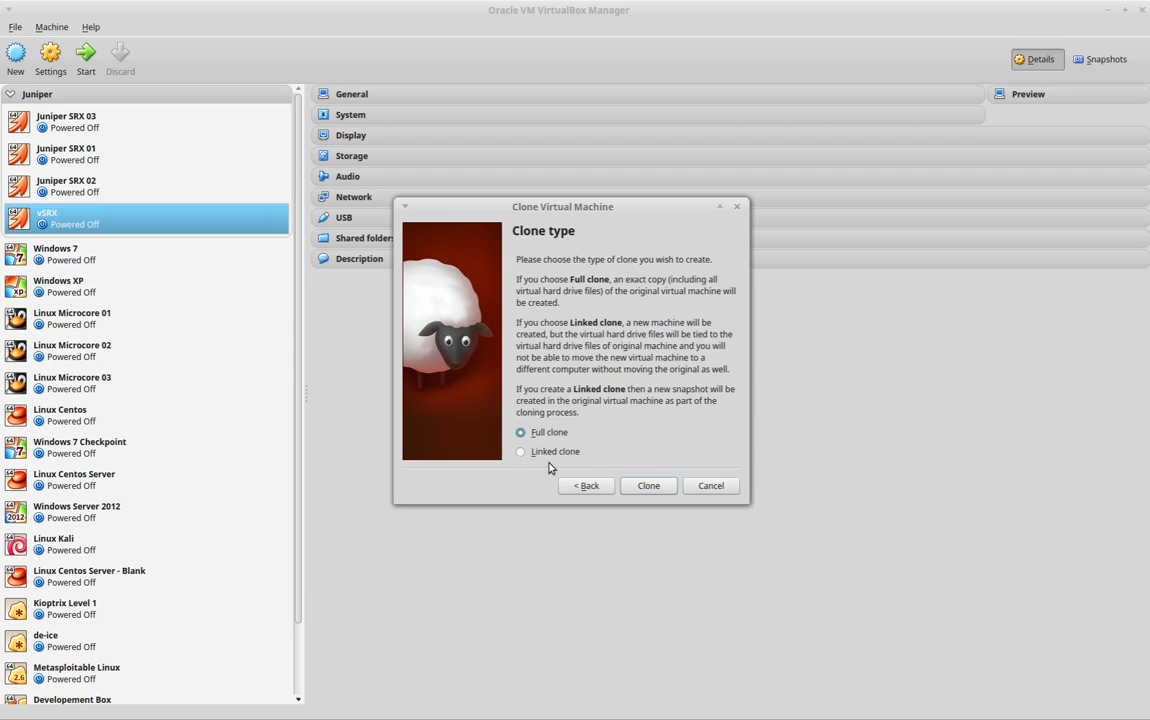 Oracle VM VirtualBox Manager
File Machine Help
New Settings Start Discard
Details Snapshots
Juniper
Juniper SRX 03
Powered Off
Juniper SRX 01
Powered Off
Juniper SRX 02
Powered Off
vSRX
Powered Off
Windows 7
Powered Off
Windows XP
Powered Off
Linux Microcore 01
Powered Off
Linux Microcore 02
Powered Off
Linux Microcore 03
Powered Off
Linux Centos
Powered Off
Windows 7 Checkpoint
Powered Off
Linux Centos Server
Powered Off
Windows Server 2012
Powered Off
Linux Kali
Powered Off
Linux Centos Server - Blank
Powered Off
Kioptrix Level 1
Powered Off
de-ice
Powered Off
Metasploitable Linux
Powered Off
Developement Box
General
System
Display
Storage
Audio
Network
USB
Shared folders
Description
Preview
Clone Virtual Machine
Clone type
Please choose the type of clone you wish to create.
If you choose Full clone, an exact copy (including all
virtual hard drive files) of the original virtual machine will
be created.
If you choose Linked clone, a new machine will be
created, but the virtual hard drive files will be tied to the
virtual hard drive files of original machine and you will
not be able to move the new virtual machine to a
different computer without moving the original as well.
If you create a Linked clone then a new snapshot will be
created in the original virtual machine as part of the
cloning process.
Full clone
Linked clone
< Back Clone Cancel